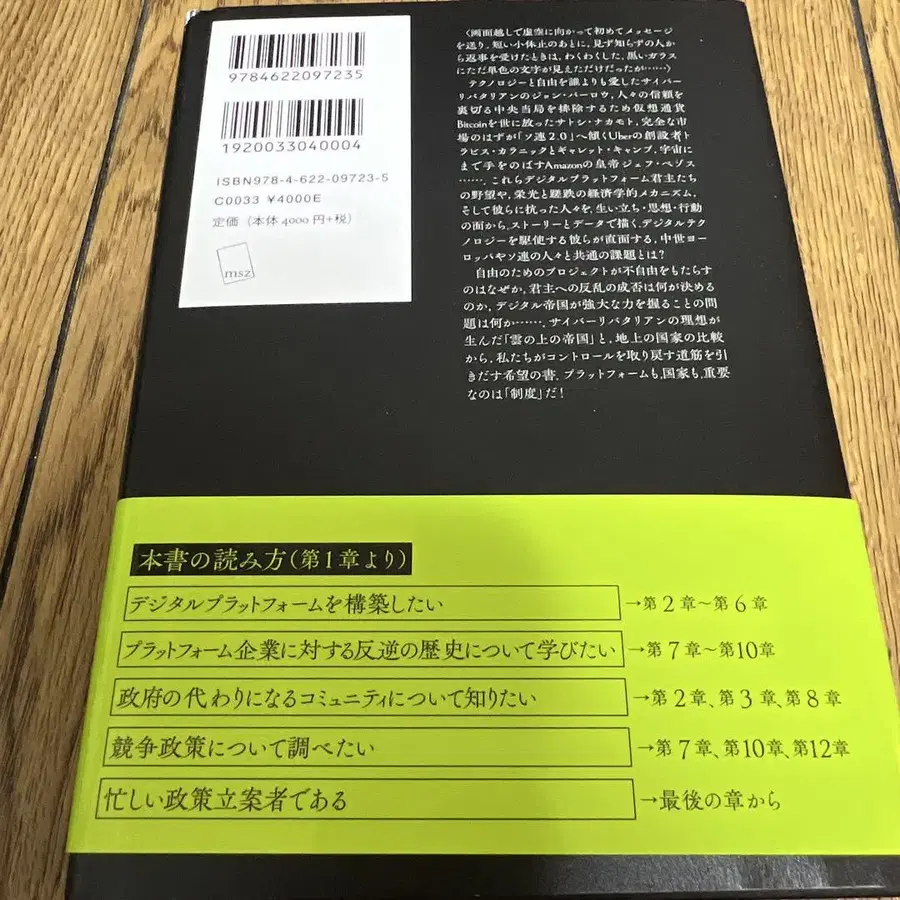 9784622097235
1920033040004
ISBN978-4-622-09723-5
C0033 ¥4000E
定価（本体 4000 円+税）
msz
〈画面越しで虚空に向かって初めてメッセージ
を送り，短い小休止のあとに，見ず知らずの人か
ら返事を受けたときは，わくわくした．黒いガラス
にただ単色の文字が見えただけだったが……〉
テクノロジーと自由を誰よりも愛したサイバー
リバタリアンのジョン・バーロウ，人々の信頼を
裏切る中央当局を排除するため仮想通貨
Bitcoinを世に放ったサトシ・ナカモト，完全な市
場のはずが「ソ連2.0」へ傾くUberの創設者ト
ラビス・カラニックとギャレット・キャンプ，宇宙に
まで手をのばすAmazonの皇帝ジェフ・ベゾス
……．これらデジタルプラットフォーム君主たち
の野望や，栄光と蹉跌の経済学的メカニズム，
そして彼らに抗った人々を，生い立ち・思想・行動
の面から，ストーリーとデータで描く．デジタルテク
ノロジーを駆使する彼らが直面する，中世ヨー
ロッパやソ連の人々と共通の課題とは？
自由のためのプロジェクトが不自由をもたらす
のはなぜか，君主への反乱の成否は何が決める
のか，デジタル帝国が強大な力を握ることの問
題は何か……．サイバーリバタリアンの理想が
生んだ「雲の上の帝国」と，地上の国家の比較
から，私たちがコントロールを取り戻す道筋を引
きだす希望の書．プラットフォームも，国家も，重要
なのは「制度」だ！
本書の読み方（第1章より）
デジタルプラットフォームを構築したい →第2章〜第6章
プラットフォーム企業に対する反逆の歴史について学びたい →第7章〜第10章
政府の代わりになるコミュニティについて知りたい →第2章、第3章、第8章
競争政策について調べたい →第7章、第10章、第12章
忙しい政策立案者である →最後の章から